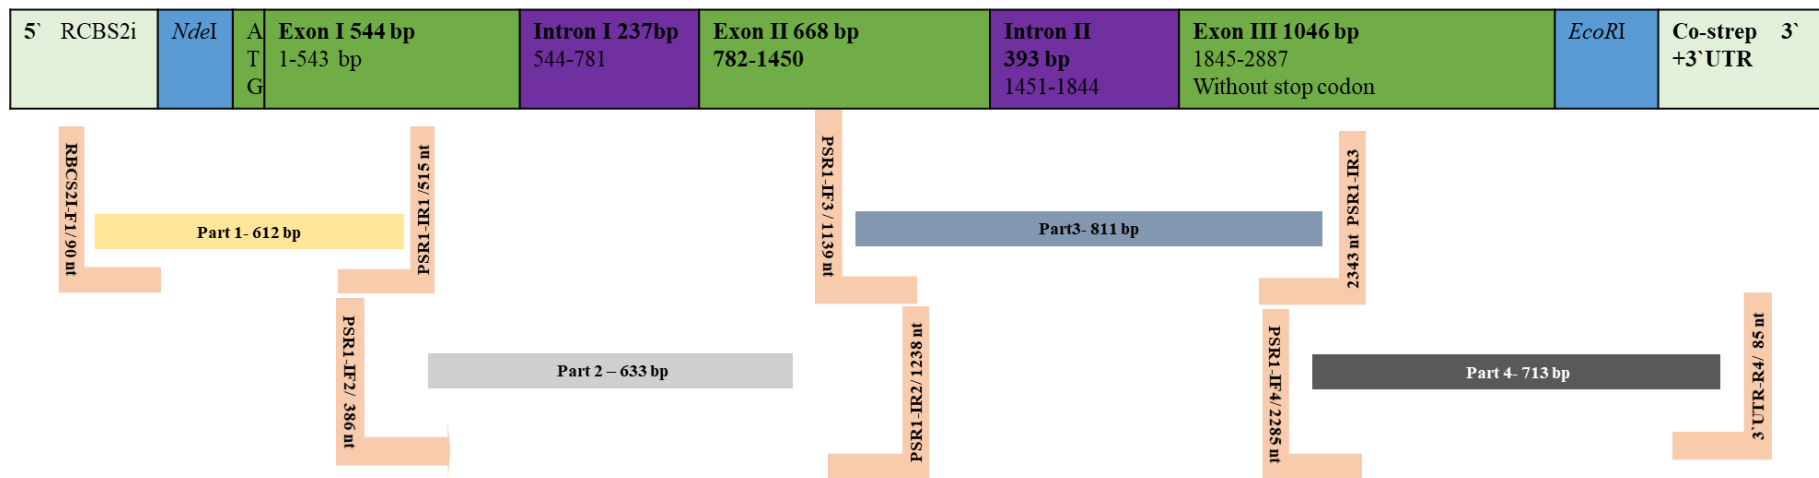 5` RCBS2i
NdeI
A
T
G
Exon I 544 bp
1-543 bp
Intron I 237bp
544-781
Exon II 668 bp
782-1450
Intron II
393 bp
1451-1844
Exon III 1046 bp
1845-2887
Without stop codon
EcoRI
Co-strep 3`
+3`UTR
RBCS2I-F1/ 90 nt
Part 1- 612 bp
PSR1-IR1 /515 nt
PSR1-IF3 / 1139 nt
Part3- 811 bp
2343 nt PSR1-IR3
PSR1-IF2/ 386 nt
Part 2 – 633 bp
PSR1-IR2/ 1238 nt
PSR1-IF4/ 2285 nt
Part 4- 713 bp
3`UTR-R4/ 85 nt